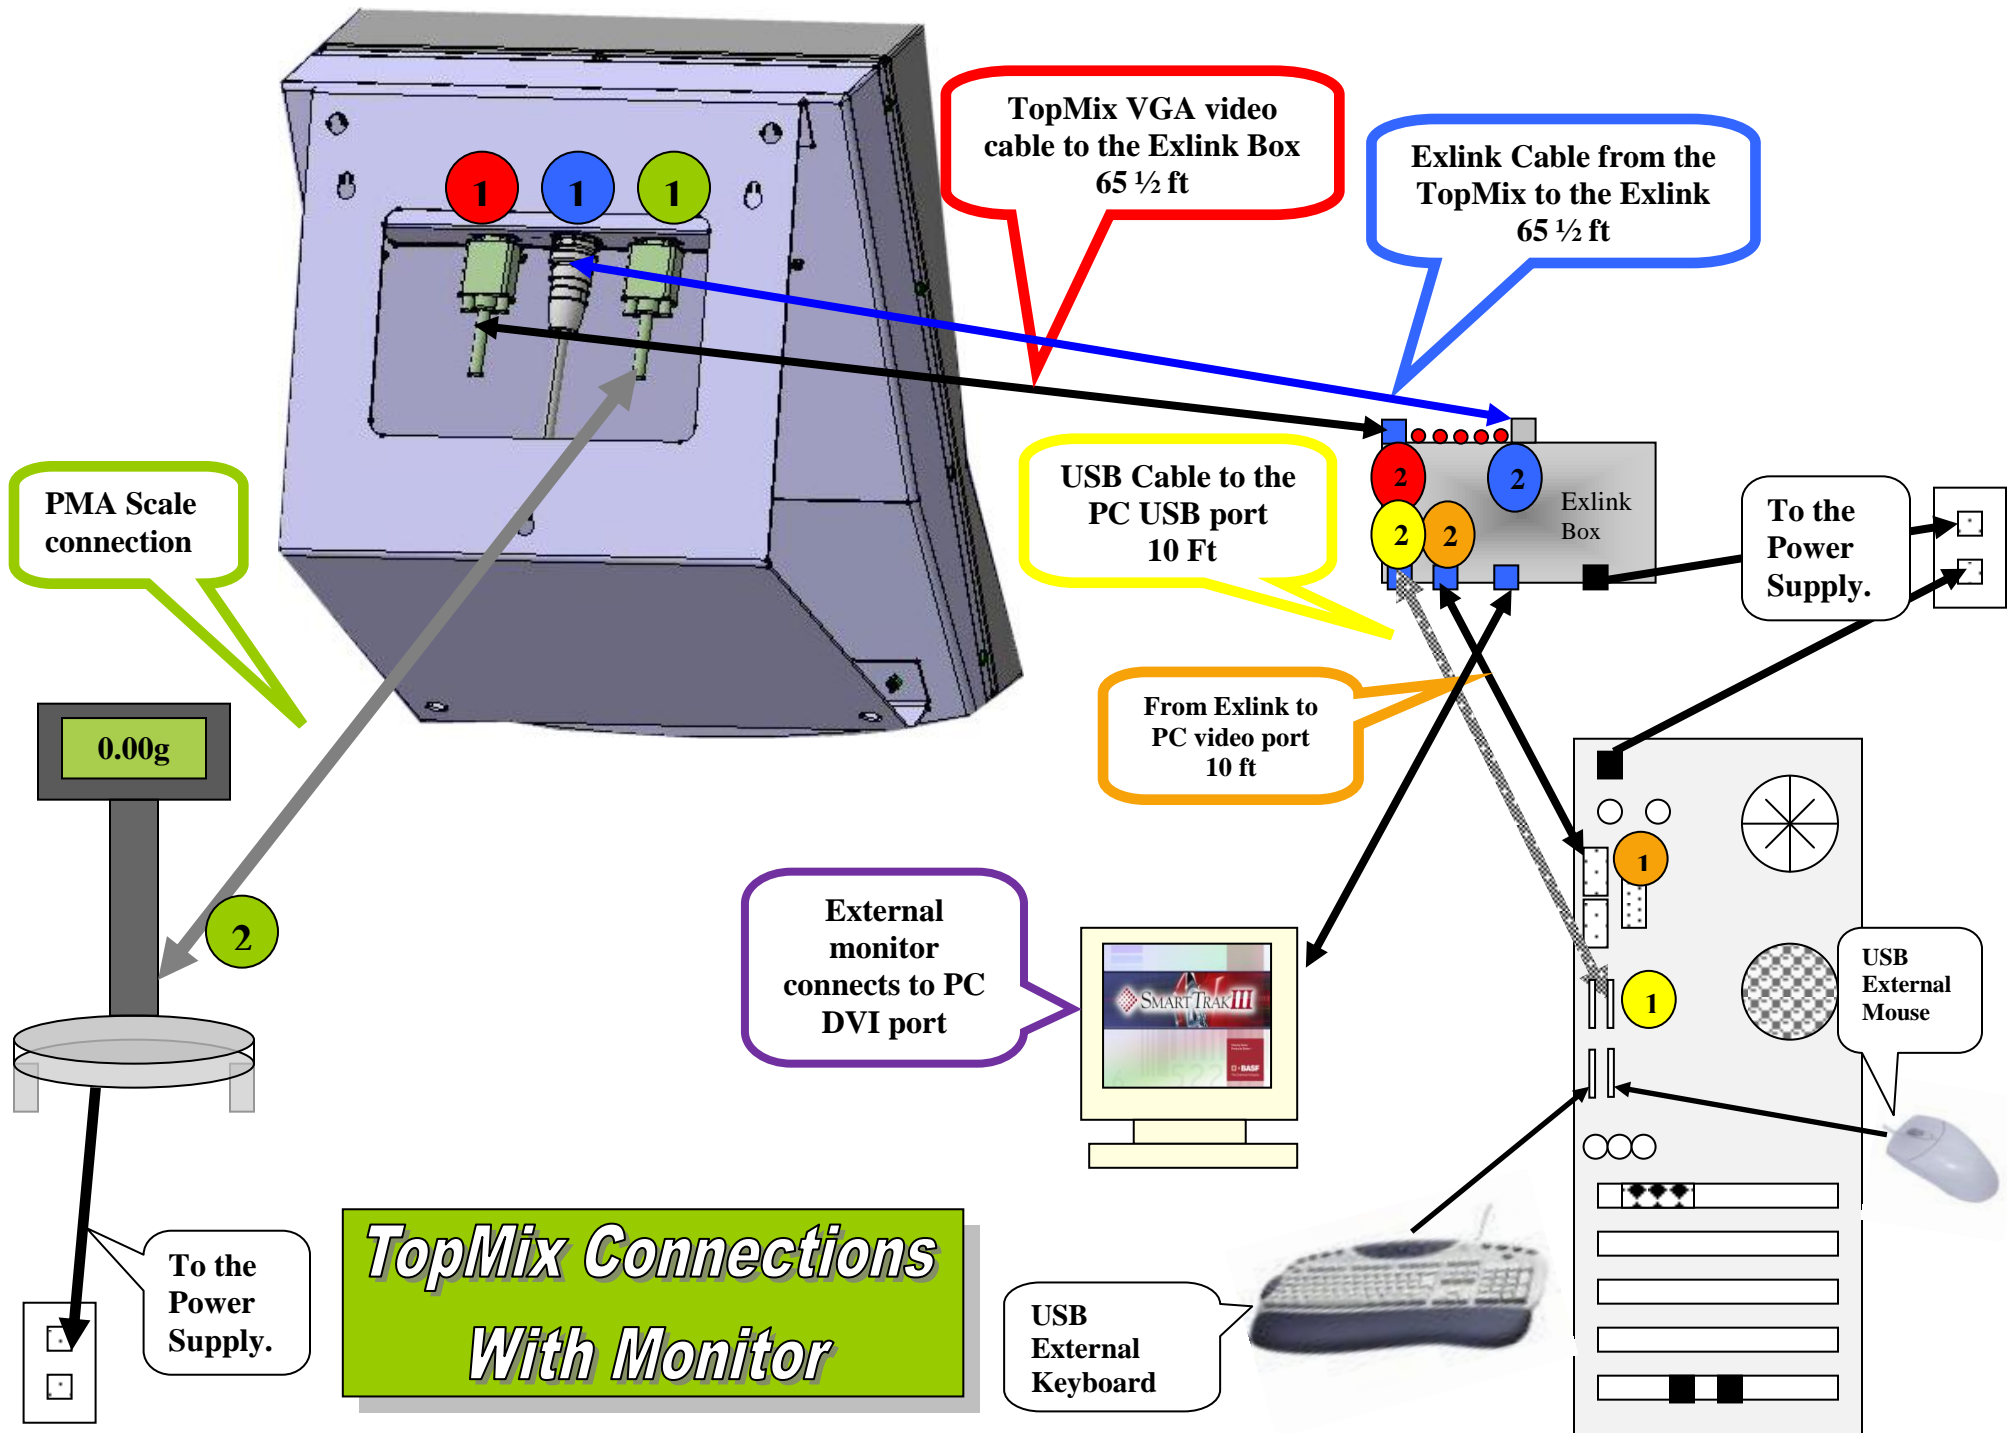 TopMix VGA video
cable to the Exlink Box
65 ½ ft
Exlink Cable from the
TopMix to the Exlink
65 ½ ft
1
1
1
PMA Scale
connection
USB Cable to the
PC USB port
10 Ft
2
2
2
2
Exlink
Box
To the
Power
Supply.
From Exlink to
PC video port
10 ft
0.00g
2
1
External
monitor
connects to PC
DVI port
SMARTTRAK III
BASF
522
1
USB
External
Mouse
To the
Power
Supply.
TopMix Connections
With Monitor
USB
External
Keyboard